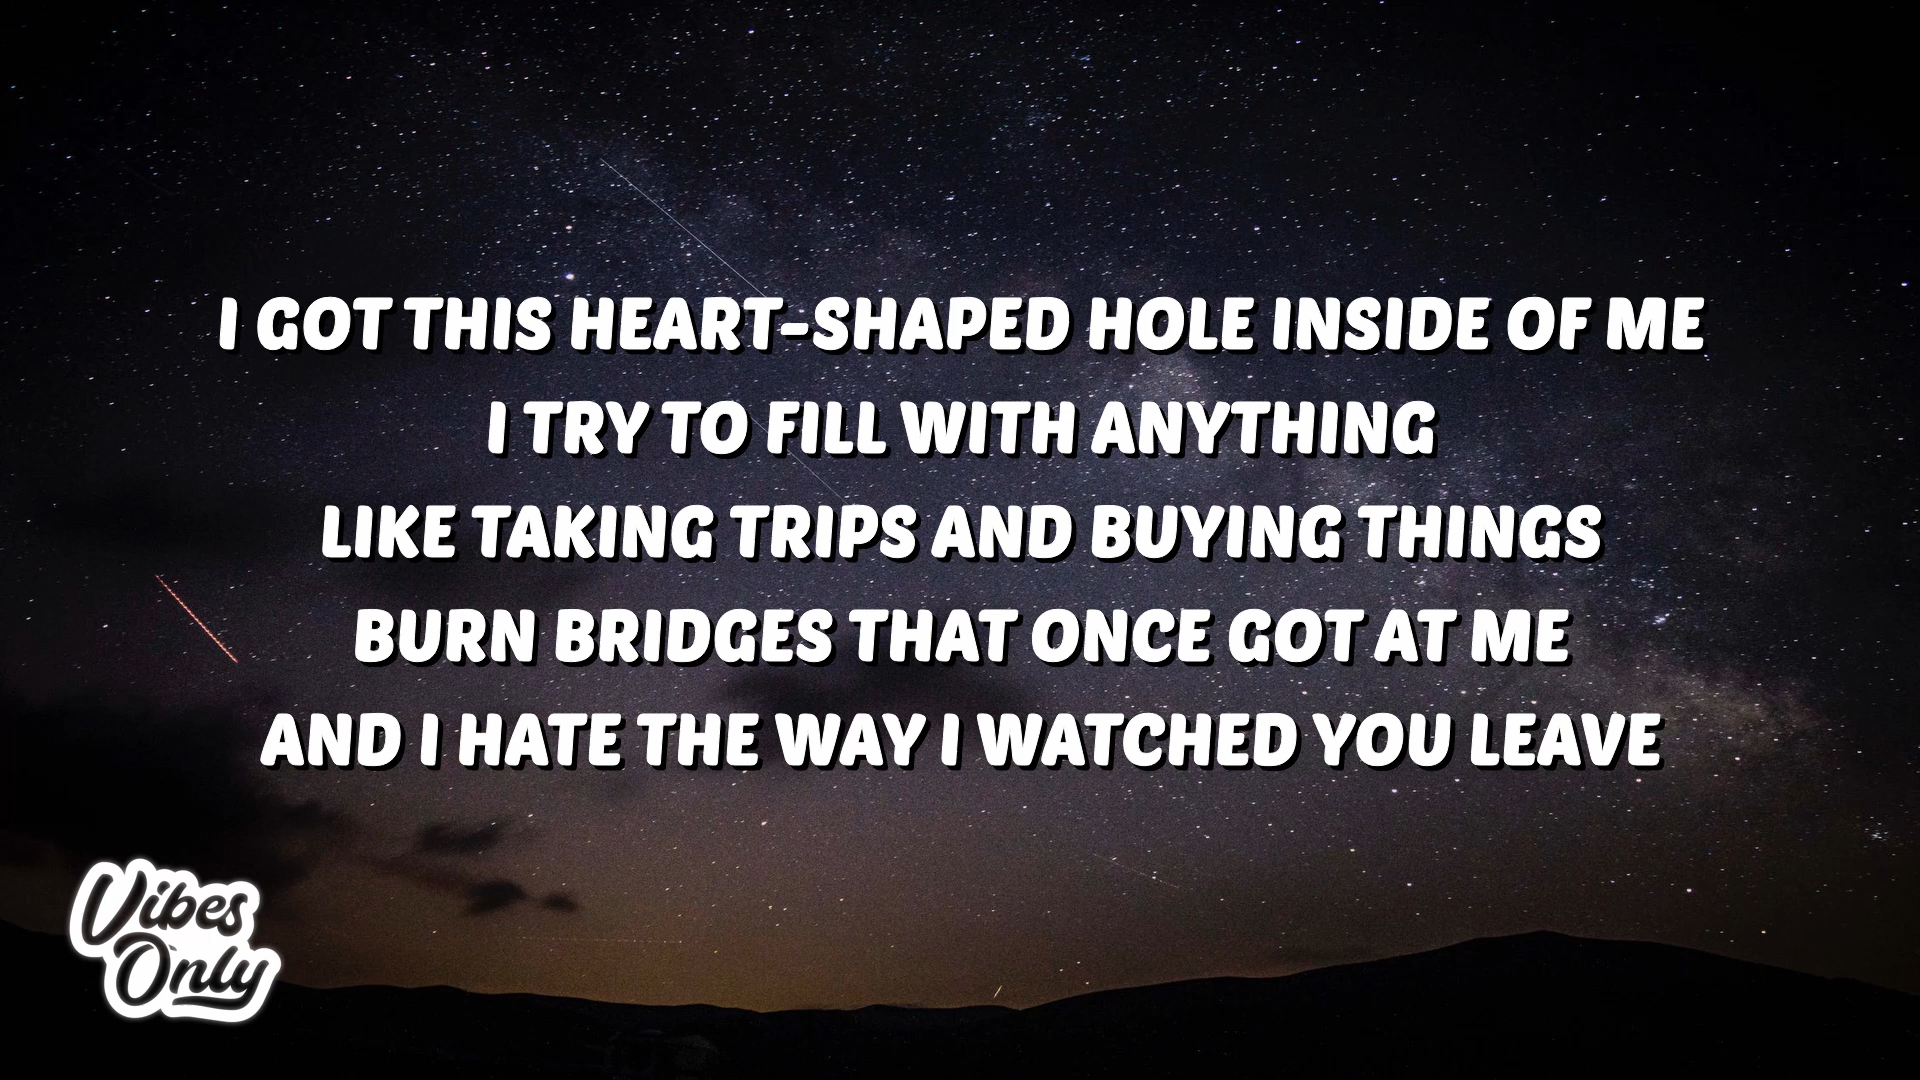 I GOT THIS HEART-SHAPED HOLE INSIDE OF ME
I TRY TO FILL WITH ANYTHING
LIKE TAKING TRIPS AND BUYING THINGS
BURN BRIDGES THAT ONCE GOT AT ME
AND I HATE THE WAY I WATCHED YOU LEAVE
Vibes
Only